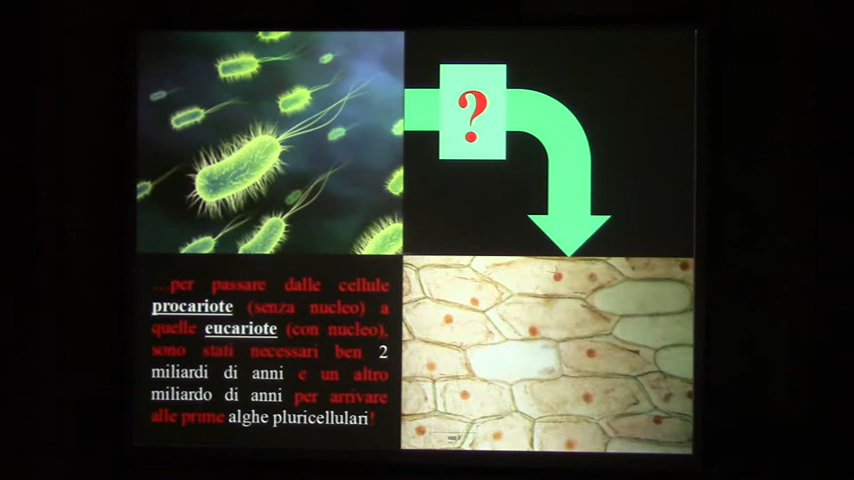 ?
…per passare dalle cellule
procariote (senza nucleo) a
quelle eucariote (con nucleo),
sono stati necessari ben 2
miliardi di anni e un altro
miliardo di anni per arrivare
alle prime alghe pluricellulari!